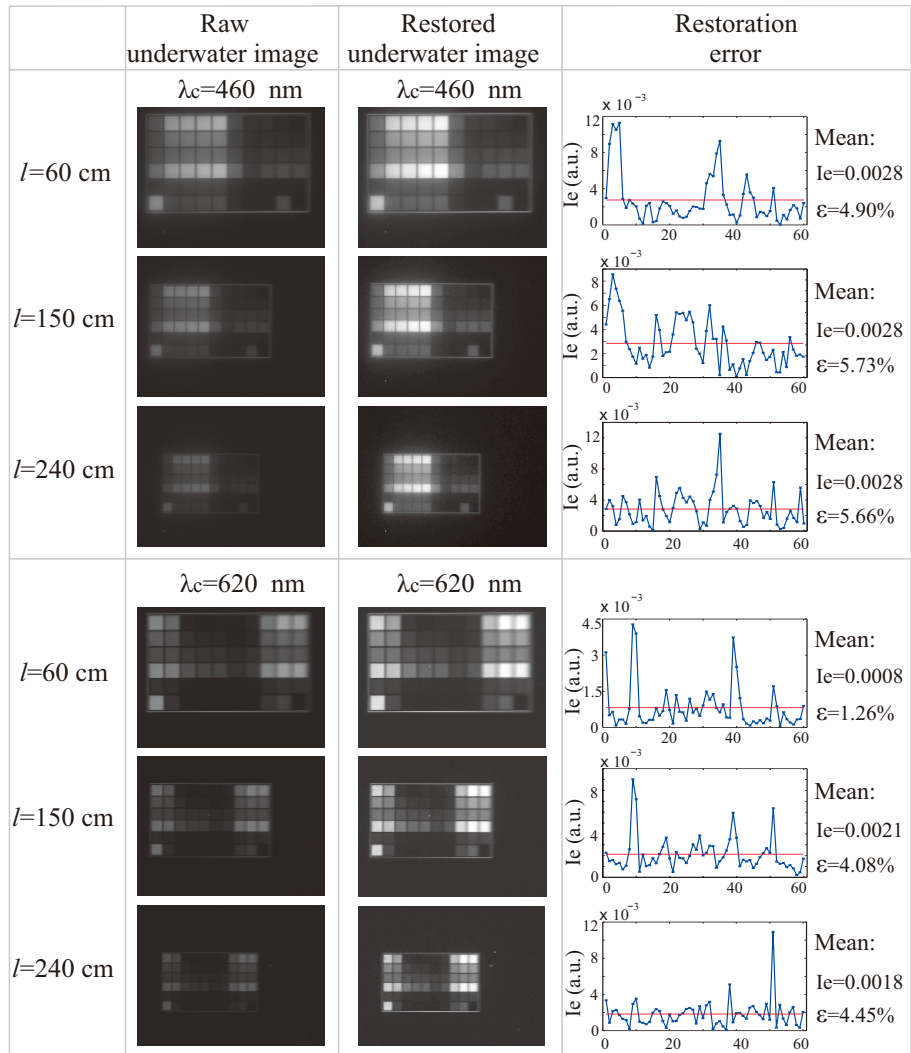 Raw underwater image
Restored underwater image
Restoration error
λc=460 nm
λc=460 nm
l=60 cm
x 10⁻³
Ie (a.u.)
12
8
4
0
0 20 40 60
Mean:
Ie=0.0028
ε=4.90%
l=150 cm
x 10⁻³
Ie (a.u.)
8
6
4
2
0
0 20 40 60
Mean:
Ie=0.0028
ε=5.73%
l=240 cm
x 10⁻³
Ie (a.u.)
12
8
4
0
0 20 40 60
Mean:
Ie=0.0028
ε=5.66%
λc=620 nm
λc=620 nm
l=60 cm
x 10⁻³
Ie (a.u.)
4.5
3
1.5
0
0 20 40 60
Mean:
Ie=0.0008
ε=1.26%
l=150 cm
x 10⁻³
Ie (a.u.)
8
4
0
0 20 40 60
Mean:
Ie=0.0021
ε=4.08%
l=240 cm
x 10⁻³
Ie (a.u.)
12
8
4
0
0 20 40 60
Mean:
Ie=0.0018
ε=4.45%